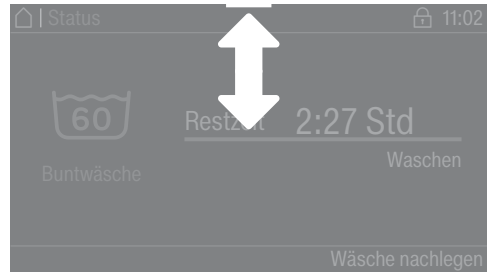 Status 11:02
60 Restzeit 2:27 Std
Waschen
Buntwäsche
Wäsche nachlegen